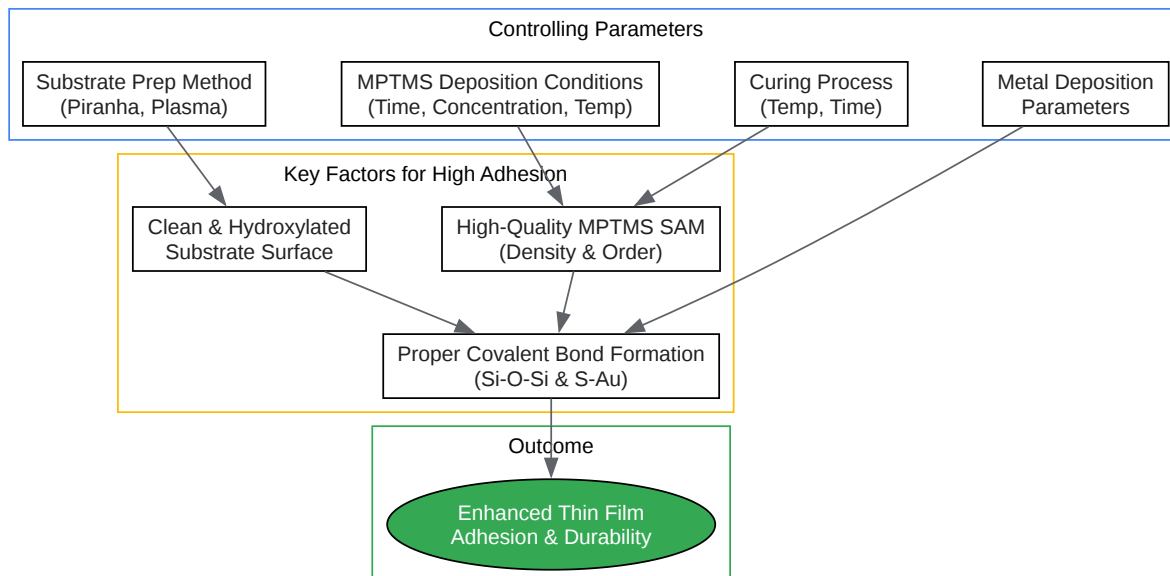 Controlling Parameters
Substrate Prep Method
(Piranha, Plasma)
MPTMS Deposition Conditions
(Time, Concentration, Temp)
Curing Process
(Temp, Time)
Metal Deposition
Parameters
Key Factors for High Adhesion
Clean & Hydroxylated
Substrate Surface
High-Quality MPTMS SAM
(Density & Order)
Proper Covalent Bond Formation
(Si-O-Si & S-Au)
Outcome
Enhanced Thin Film
Adhesion & Durability